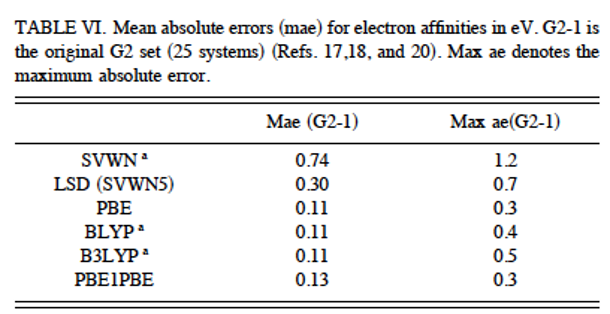 TABLE VI. Mean absolute errors (mae) for electron affinities in eV. G2-1 is
the original G2 set (25 systems) (Refs. 17,18, and 20). Max ae denotes the
maximum absolute error.
Mae (G2-1) Max ae(G2-1)
SVWN a 0.74 1.2
LSD (SVWN5) 0.30 0.7
PBE 0.11 0.3
BLYP a 0.11 0.4
B3LYP a 0.11 0.5
PBE1PBE 0.13 0.3